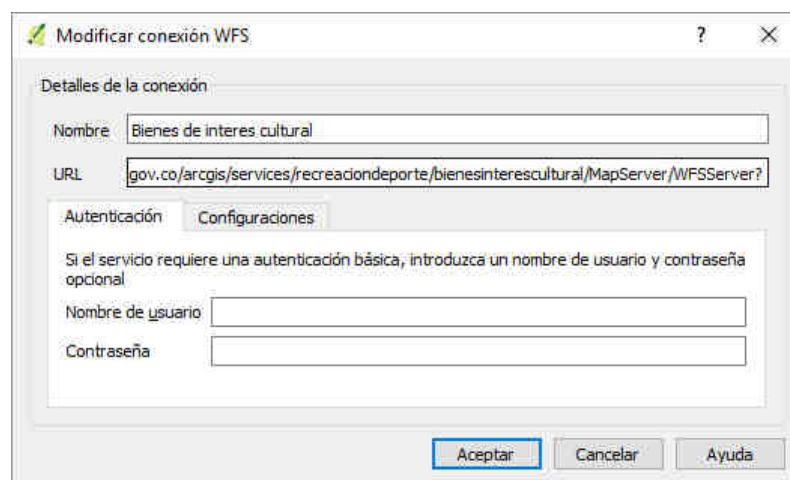 Modificar conexión WFS ? X
Detalles de la conexión
Nombre Bienes de interes cultural
URL gov.co/arcgis/services/recreaciondeporte/bienesinterescultural/MapServer/WFSServer?
Autenticación Configuraciones
Si el servicio requiere una autenticación básica, introduzca un nombre de usuario y contraseña
opcional
Nombre de usuario
Contraseña
Aceptar Cancelar Ayuda